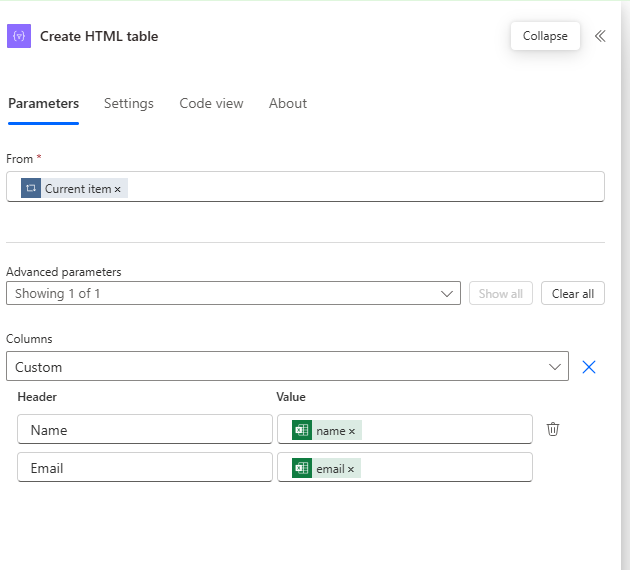 Create HTML table
Collapse
Parameters Settings Code view About
From *
Current item ×
Advanced parameters
Showing 1 of 1
Show all
Clear all
Columns
Custom
Header Value
Name name ×
Email email ×